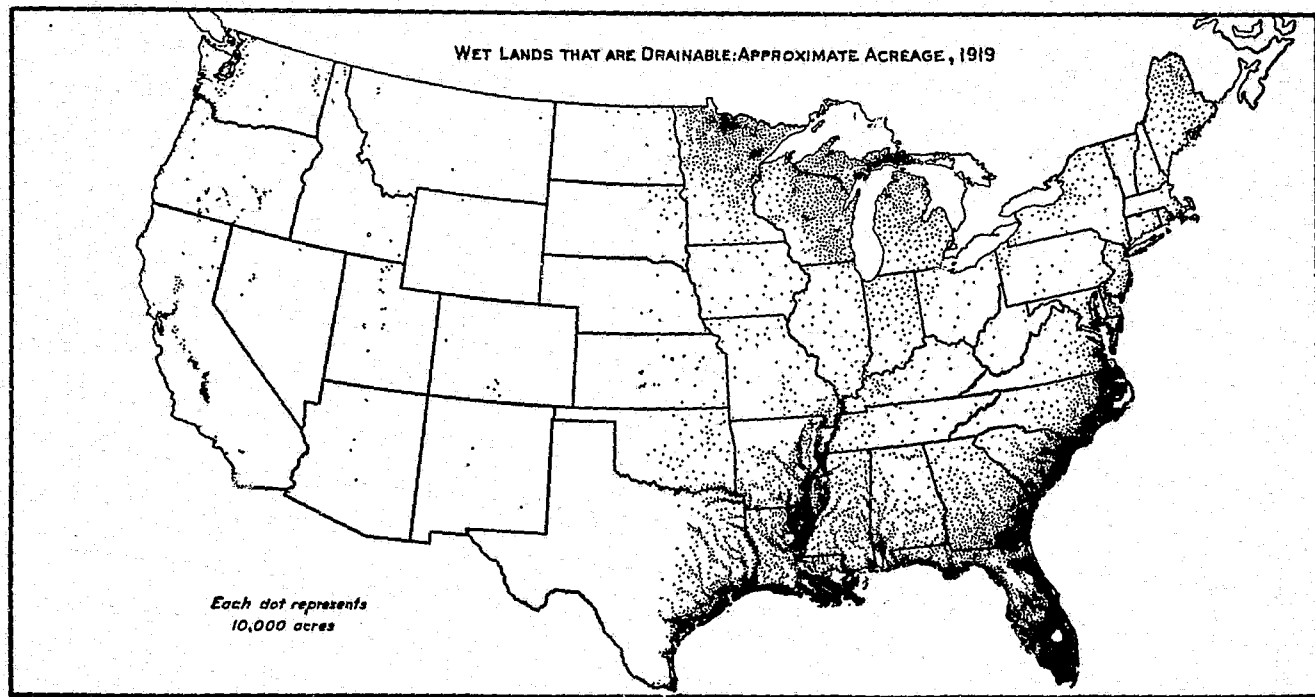 WET LANDS THAT ARE DRAINABLE: APPROXIMATE ACREAGE, 1919
Each dot represents
10,000 acres